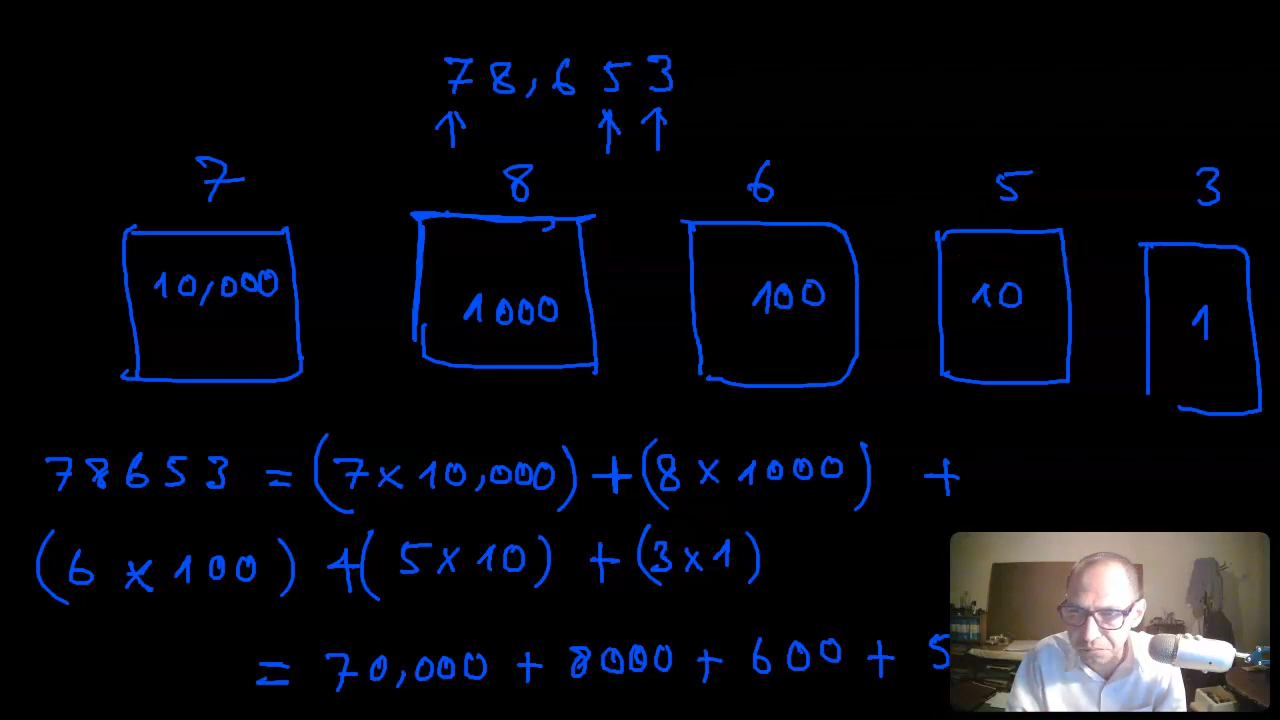 78,653
7 8 6 5 3
10,000 1000 100 10 1
78653 = (7 × 10,000) + (8 × 1000) +
(6 × 100) + (5 × 10) + (3 × 1)
= 70,000 + 8000 + 600 + 5